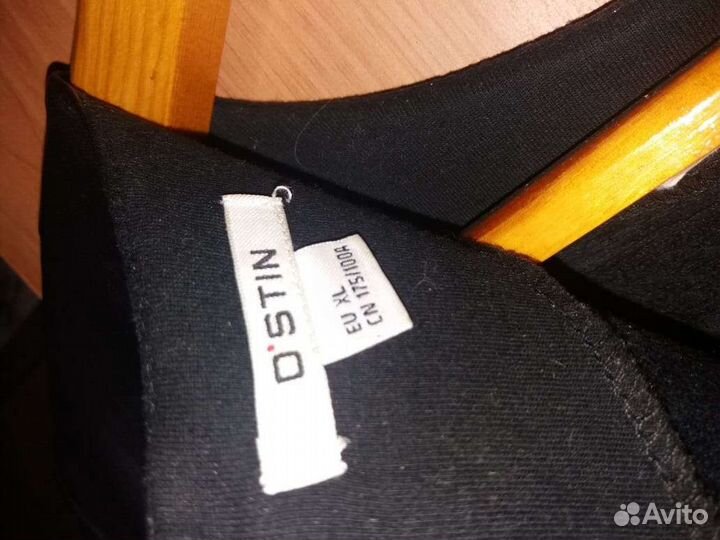 O'STIN
EU XL
CN 175/100A
Avito